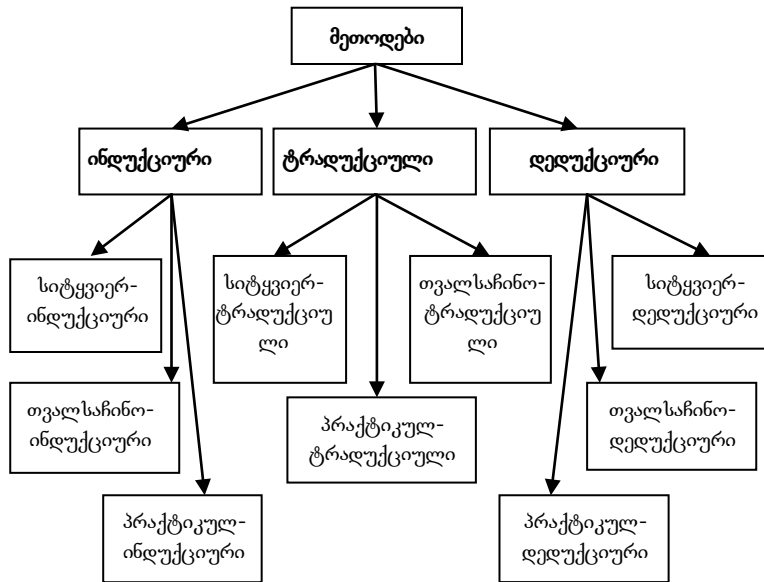 მეთოდები
ინდუქციური
ტრადუქციული
დედუქციური
სიტყვიერ-
ინდუქციური
სიტყვიერ-
ტრადუქციუ
ლი
თვალსაჩინო-
ტრადუქციუ
ლი
სიტყვიერ-
დედუქციური
თვალსაჩინო-
ინდუქციური
პრაქტიკულ-
ტრადუქციული
თვალსაჩინო-
დედუქციური
პრაქტიკულ-
ინდუქციური
პრაქტიკულ-
დედუქციური